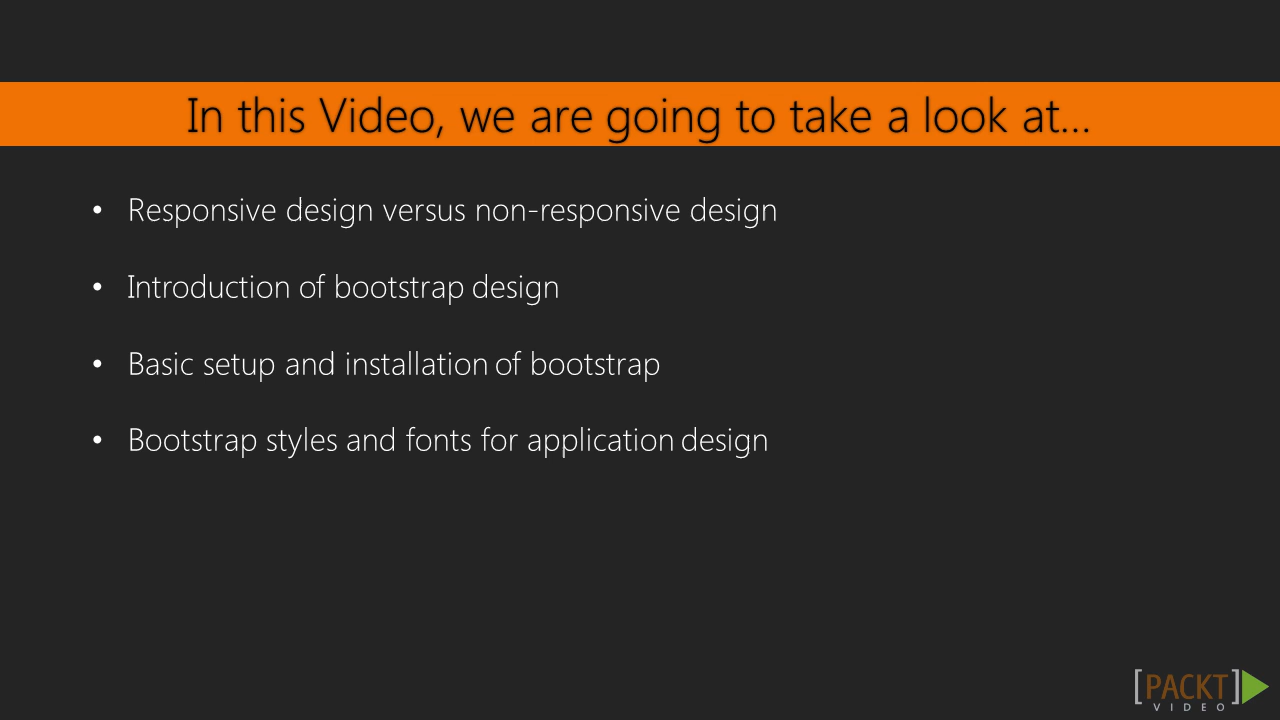 In this Video, we are going to take a look at...
• Responsive design versus non-responsive design
• Introduction of bootstrap design
• Basic setup and installation of bootstrap
• Bootstrap styles and fonts for application design
[PACKT]
VIDEO